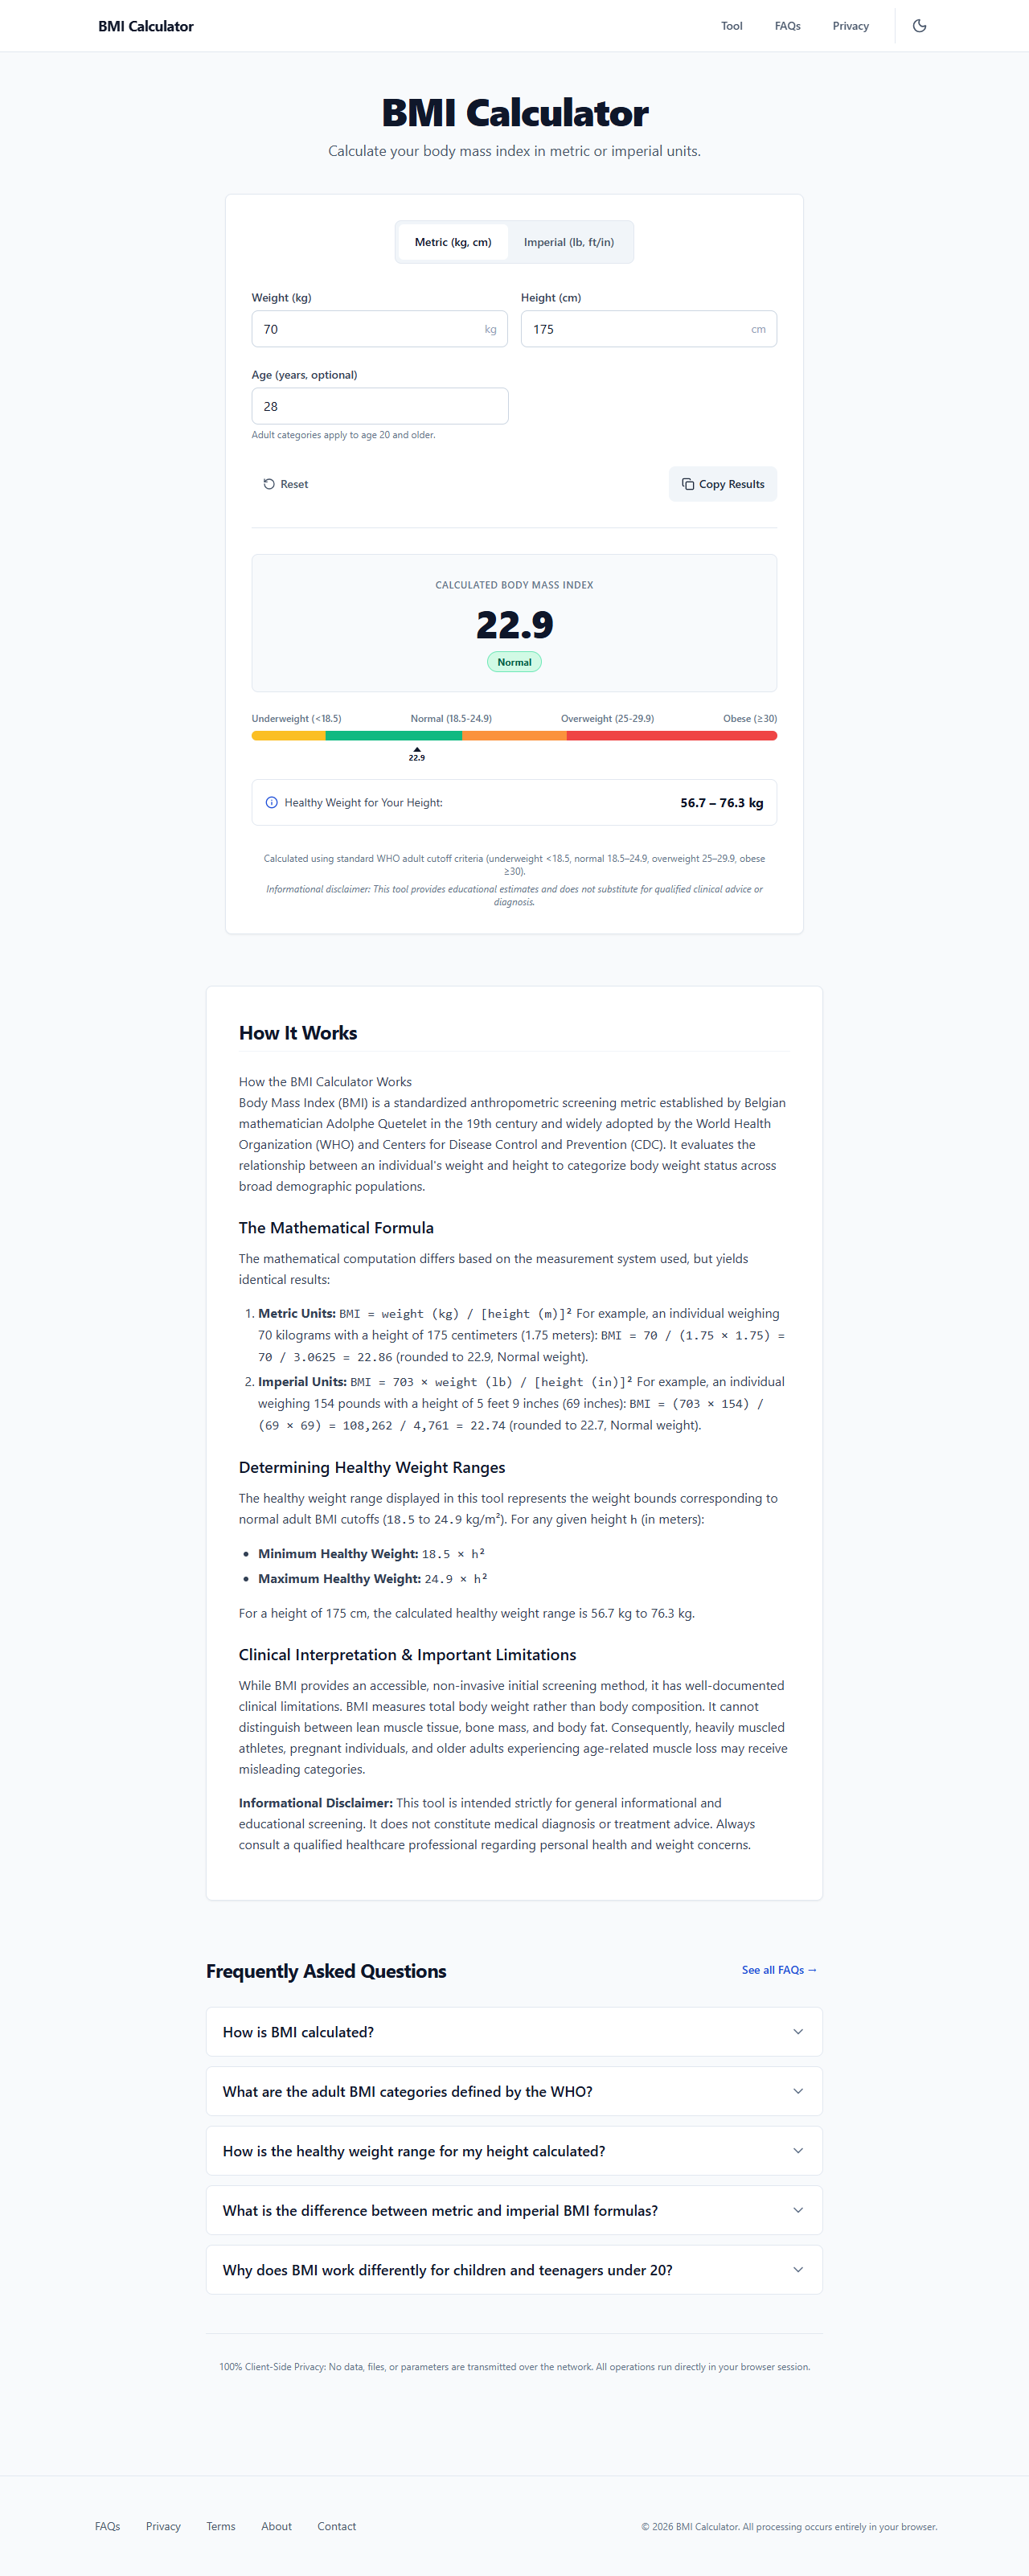 BMI Calculator
Tool
FAQs
Privacy
BMI Calculator
Calculate your body mass index in metric or imperial units.
Metric (kg, cm)
Imperial (lb, ft/in)
Weight (kg)
Height (cm)
70
kg
175
cm
Age (years, optional)
28
Adult categories apply to age 20 and older.
Reset
Copy Results
CALCULATED BODY MASS INDEX
22.9
Normal
Underweight (<18.5)
Normal (18.5-24.9)
Overweight (25-29.9)
Obese (≥30)
22.9
Healthy Weight for Your Height:
56.7 – 76.3 kg
Calculated using standard WHO adult cutoff criteria (underweight <18.5, normal 18.5–24.9, overweight 25–29.9, obese
≥30).
Informational disclaimer: This tool provides educational estimates and does not substitute for qualified clinical advice or
diagnosis.
How It Works
How the BMI Calculator Works
Body Mass Index (BMI) is a standardized anthropometric screening metric established by Belgian
mathematician Adolphe Quetelet in the 19th century and widely adopted by the World Health
Organization (WHO) and Centers for Disease Control and Prevention (CDC). It evaluates the
relationship between an individual's weight and height to categorize body weight status across
broad demographic populations.
The Mathematical Formula
The mathematical computation differs based on the measurement system used, but yields
identical results:
1. Metric Units: BMI = weight (kg) / [height (m)]² For example, an individual weighing
70 kilograms with a height of 175 centimeters (1.75 meters): BMI = 70 / (1.75 × 1.75) =
70 / 3.0625 = 22.86 (rounded to 22.9, Normal weight).
2. Imperial Units: BMI = 703 × weight (lb) / [height (in)]² For example, an individual
weighing 154 pounds with a height of 5 feet 9 inches (69 inches): BMI = (703 × 154) /
(69 × 69) = 108,262 / 4,761 = 22.74 (rounded to 22.7, Normal weight).
Determining Healthy Weight Ranges
The healthy weight range displayed in this tool represents the weight bounds corresponding to
normal adult BMI cutoffs (18.5 to 24.9 kg/m²). For any given height h (in meters):
• Minimum Healthy Weight: 18.5 × h²
• Maximum Healthy Weight: 24.9 × h²
For a height of 175 cm, the calculated healthy weight range is 56.7 kg to 76.3 kg.
Clinical Interpretation & Important Limitations
While BMI provides an accessible, non-invasive initial screening method, it has well-documented
clinical limitations. BMI measures total body weight rather than body composition. It cannot
distinguish between lean muscle tissue, bone mass, and body fat. Consequently, heavily muscled
athletes, pregnant individuals, and older adults experiencing age-related muscle loss may receive
misleading categories.
Informational Disclaimer: This tool is intended strictly for general informational and
educational screening. It does not constitute medical diagnosis or treatment advice. Always
consult a qualified healthcare professional regarding personal health and weight concerns.
Frequently Asked Questions
See all FAQs →
How is BMI calculated?
What are the adult BMI categories defined by the WHO?
How is the healthy weight range for my height calculated?
What is the difference between metric and imperial BMI formulas?
Why does BMI work differently for children and teenagers under 20?
100% Client-Side Privacy: No data, files, or parameters are transmitted over the network. All operations run directly in your browser session.
FAQs
Privacy
Terms
About
Contact
© 2026 BMI Calculator. All processing occurs entirely in your browser.